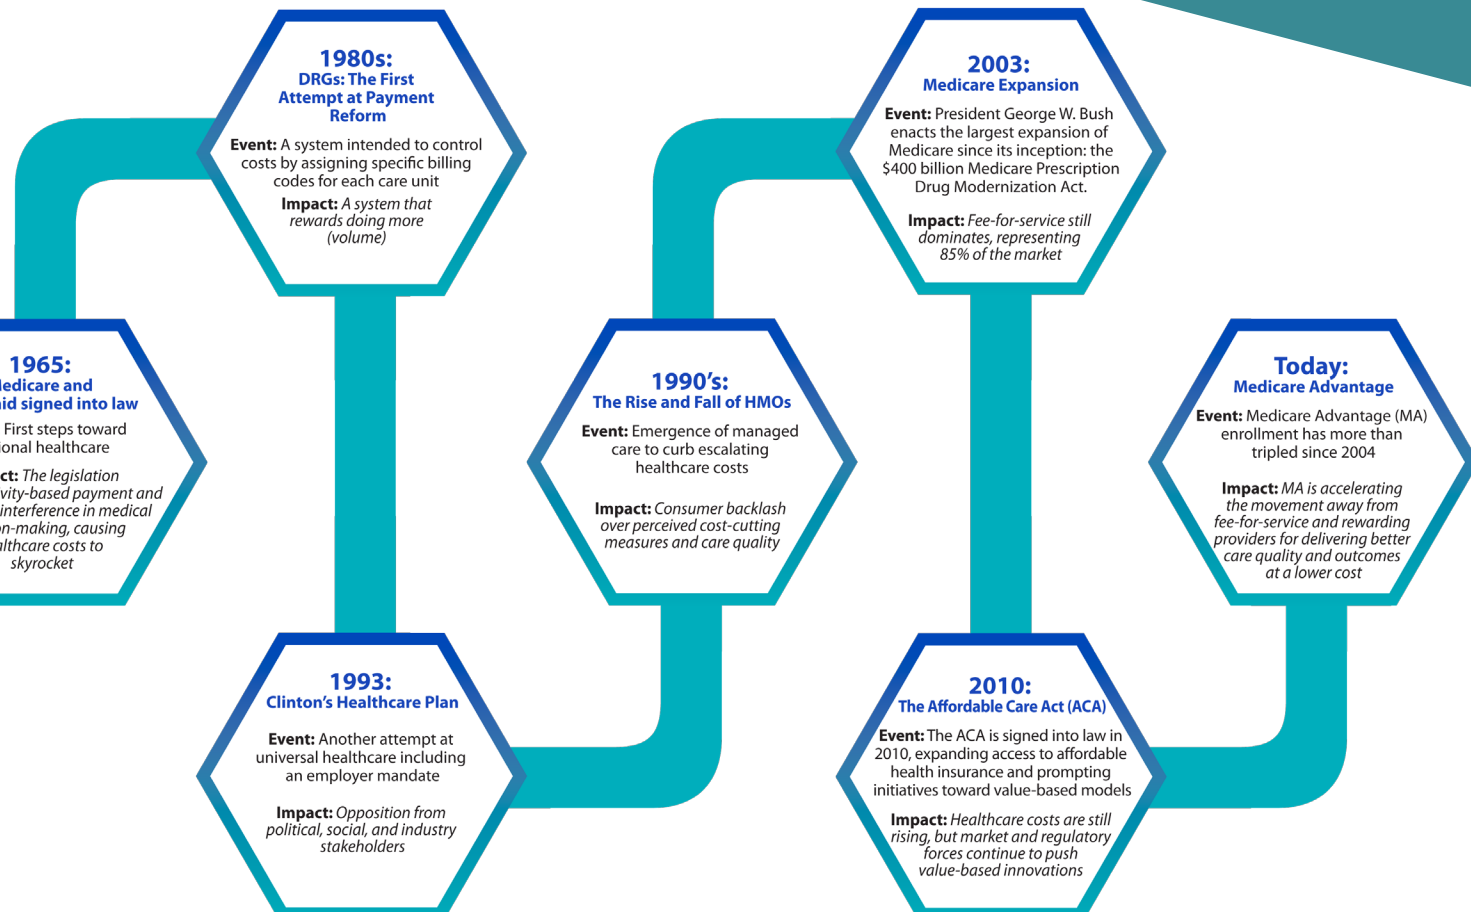 1965:
edicare and
id signed into law
First steps toward
ional healthcare
ct: The legislation
vity-based payment and
interference in medical
n-making, causing
althcare costs to
skyrocket
1980s:
DRGs: The First
Attempt at Payment
Reform
Event: A system intended to control
costs by assigning specific billing
codes for each care unit
Impact: A system that
rewards doing more
(volume)
1993:
Clinton’s Healthcare Plan
Event: Another attempt at
universal healthcare including
an employer mandate
Impact: Opposition from
political, social, and industry
stakeholders
1990’s:
The Rise and Fall of HMOs
Event: Emergence of managed
care to curb escalating
healthcare costs
Impact: Consumer backlash
over perceived cost-cutting
measures and care quality
2003:
Medicare Expansion
Event: President George W. Bush
enacts the largest expansion of
Medicare since its inception: the
$400 billion Medicare Prescription
Drug Modernization Act.
Impact: Fee-for-service still
dominates, representing
85% of the market
2010:
The Affordable Care Act (ACA)
Event: The ACA is signed into law in
2010, expanding access to affordable
health insurance and prompting
initiatives toward value-based models
Impact: Healthcare costs are still
rising, but market and regulatory
forces continue to push
value-based innovations
Today:
Medicare Advantage
Event: Medicare Advantage (MA)
enrollment has more than
tripled since 2004
Impact: MA is accelerating
the movement away from
fee-for-service and rewarding
providers for delivering better
care quality and outcomes
at a lower cost